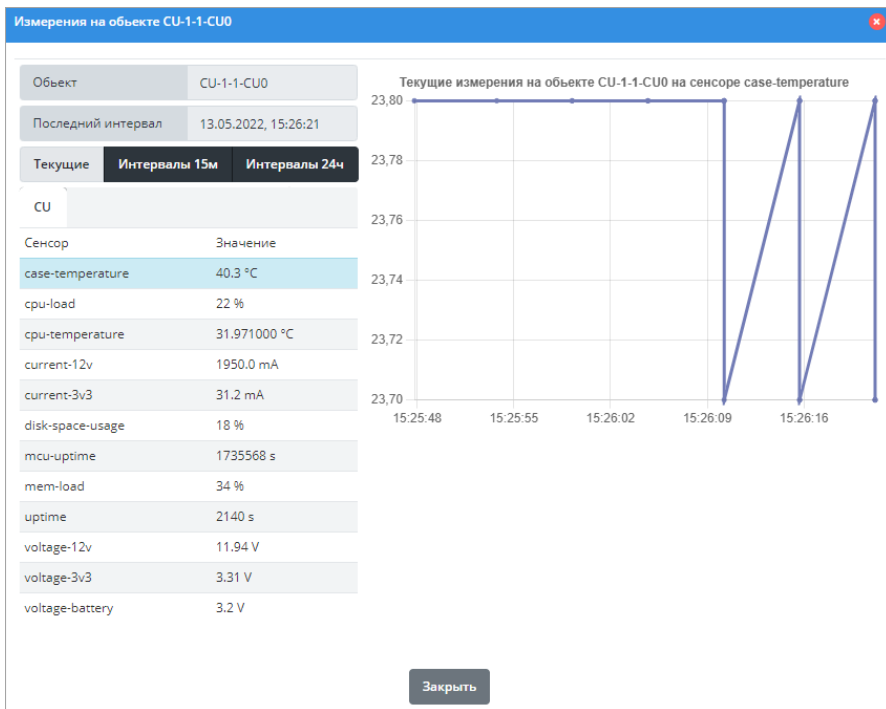 Измерения на обьекте CU-1-1-CU0
Обьект CU-1-1-CU0
Последний интервал 13.05.2022, 15:26:21
Текущие Интервалы 15м Интервалы 24ч
CU
Сенсор Значение
case-temperature 40.3 °C
cpu-load 22 %
cpu-temperature 31.971000 °C
current-12v 1950.0 mA
current-3v3 31.2 mA
disk-space-usage 18 %
mcu-uptime 1735568 s
mem-load 34 %
uptime 2140 s
voltage-12v 11.94 V
voltage-3v3 3.31 V
voltage-battery 3.2 V
Текущие измерения на обьекте CU-1-1-CU0 на сенсоре case-temperature
23,80
23,78
23,76
23,74
23,72
23,70
15:25:48 15:25:55 15:26:02 15:26:09 15:26:16
Закрыть